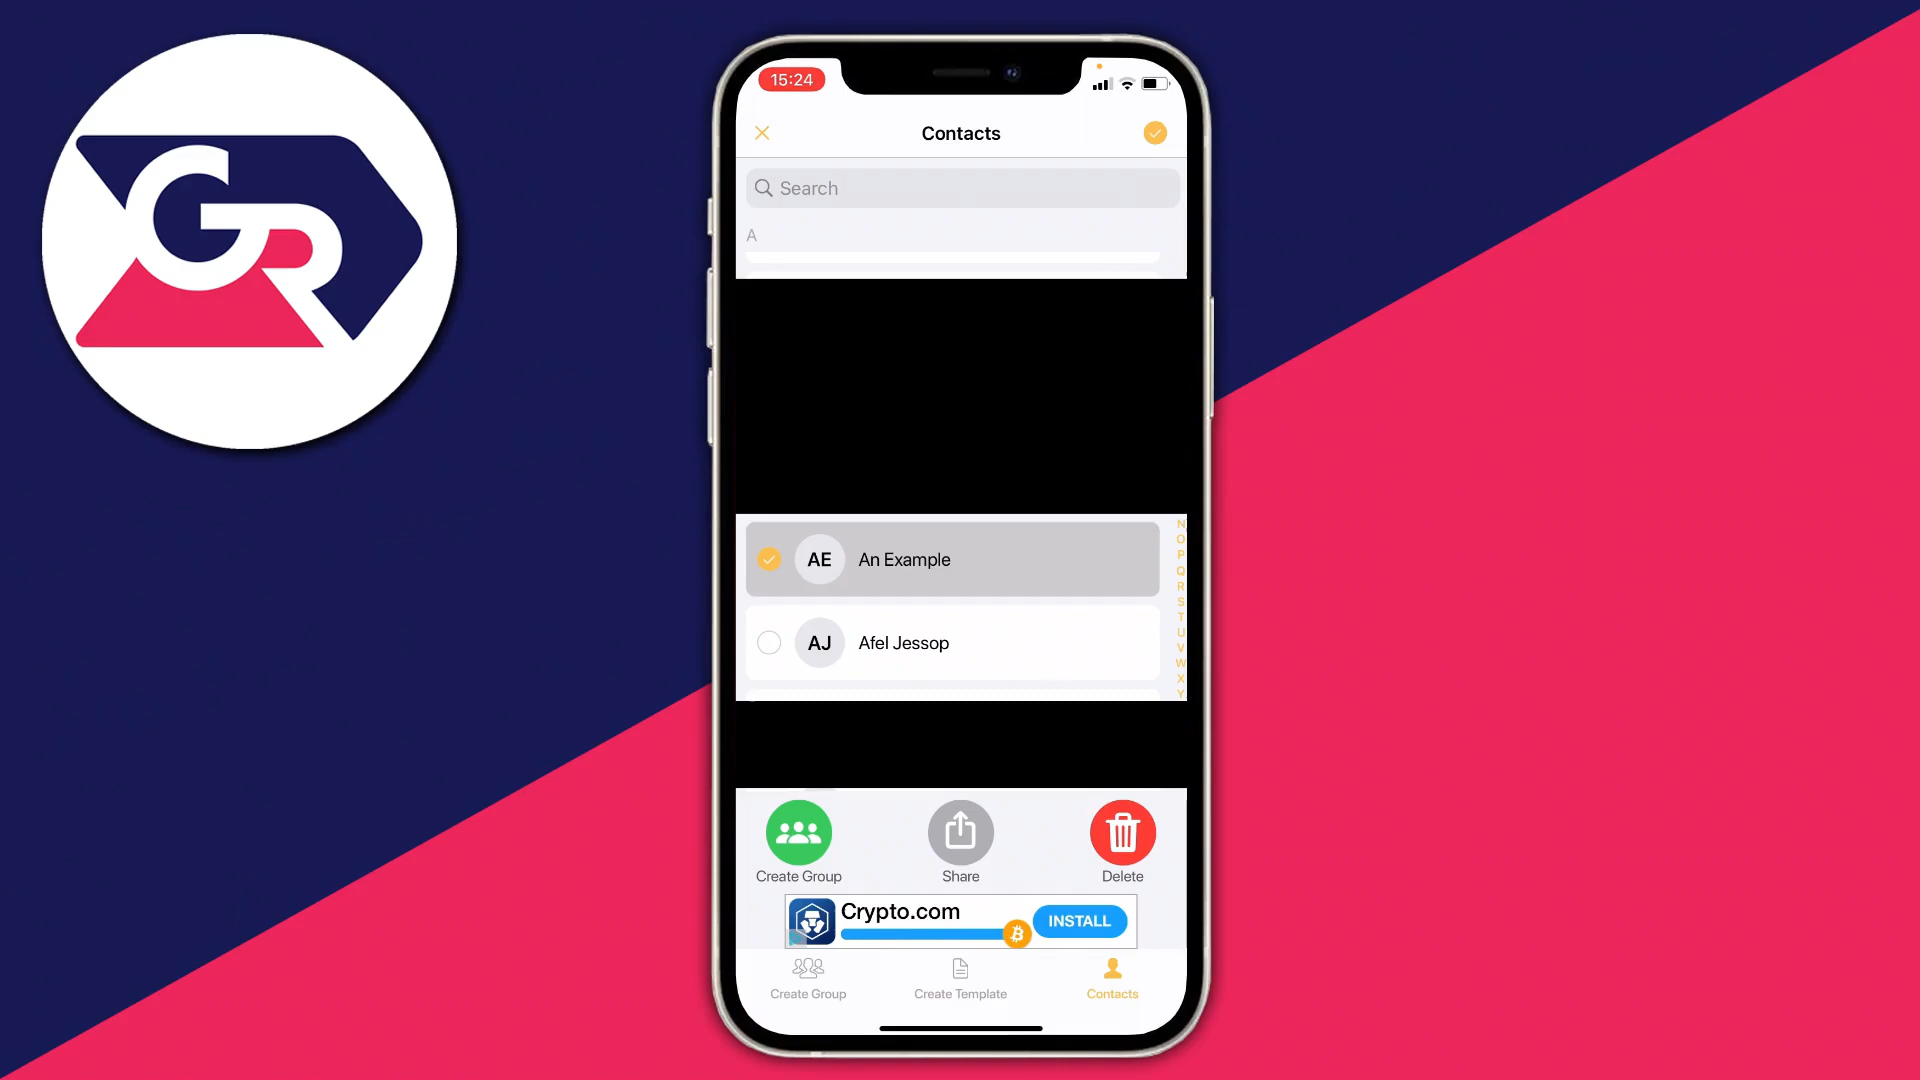 GR
15:24
Contacts
Search
A
AE An Example
AJ Afel Jessop
N
O
P
Q
R
S
T
U
V
W
X
Y
Create Group
Share
Delete
Crypto.com
INSTALL
Create Group
Create Template
Contacts